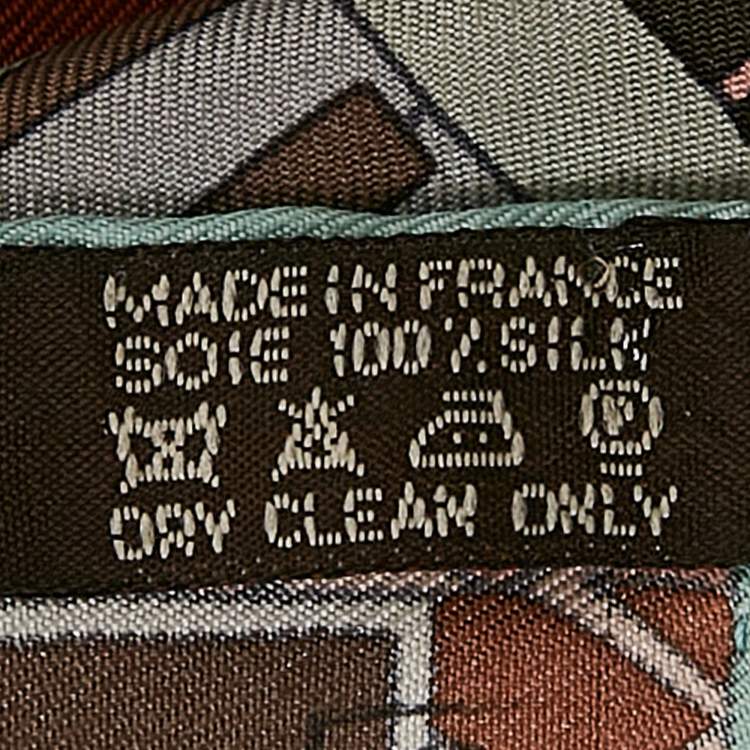 MADE IN FRANCE
SOIE 100% SILK
P
DRY CLEAN ONLY